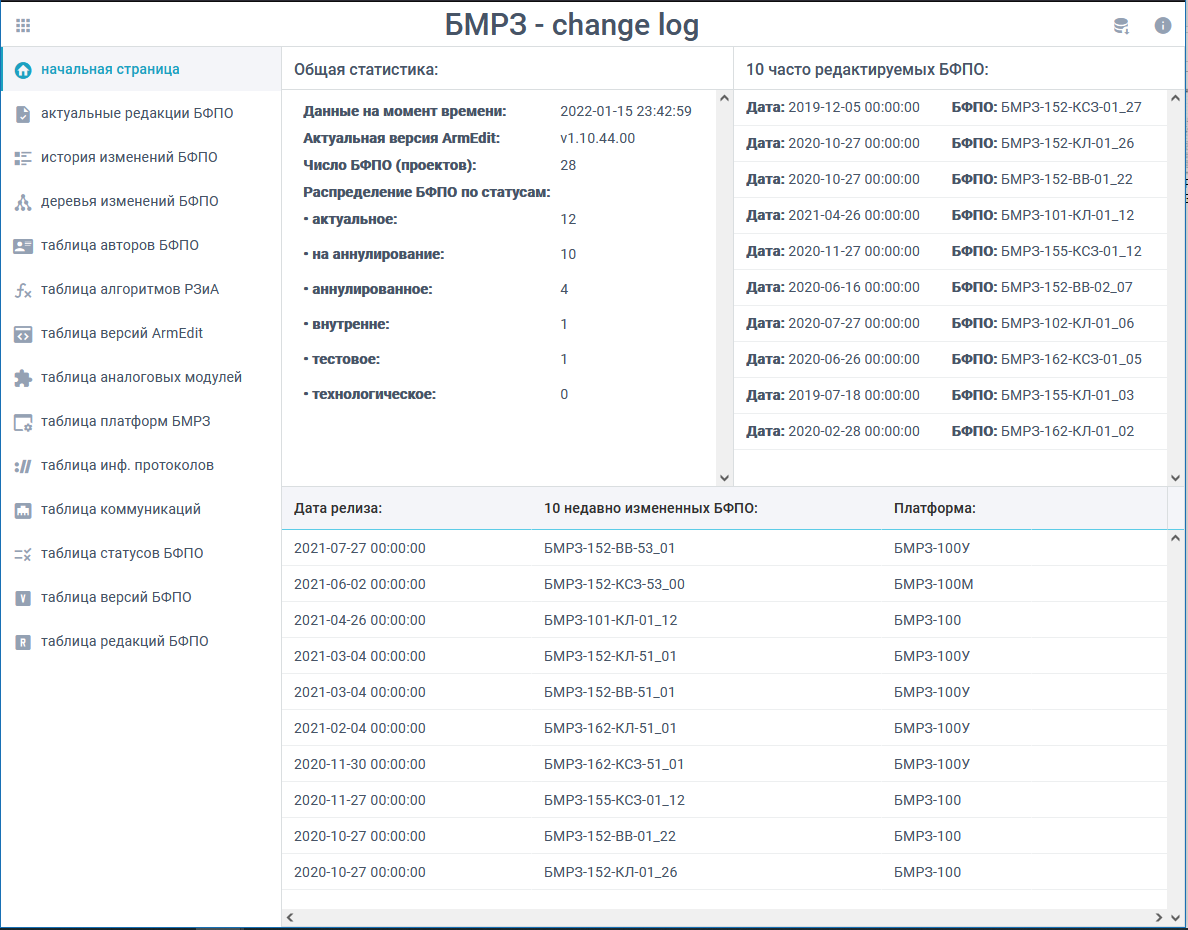 БМРЗ - change log
начальная страница
актуальные редакции БФПО
история изменений БФПО
деревья изменений БФПО
таблица авторов БФПО
таблица алгоритмов РЗиА
таблица версий ArmEdit
таблица аналоговых модулей
таблица платформ БМРЗ
таблица инф. протоколов
таблица коммуникаций
таблица статусов БФПО
таблица версий БФПО
таблица редакций БФПО
Общая статистика:
Данные на момент времени: 2022-01-15 23:42:59
Актуальная версия ArmEdit: v1.10.44.00
Число БФПО (проектов): 28
Распределение БФПО по статусам:
· актуальное: 12
· на аннулирование: 10
· аннулированное: 4
· внутренне: 1
· тестовое: 1
· технологическое: 0
10 часто редактируемых БФПО:
Дата: 2019-12-05 00:00:00 БФПО: БМРЗ-152-КСЗ-01_27
Дата: 2020-10-27 00:00:00 БФПО: БМРЗ-152-КЛ-01_26
Дата: 2020-10-27 00:00:00 БФПО: БМРЗ-152-ВВ-01_22
Дата: 2021-04-26 00:00:00 БФПО: БМРЗ-101-КЛ-01_12
Дата: 2020-11-27 00:00:00 БФПО: БМРЗ-155-КСЗ-01_12
Дата: 2020-06-16 00:00:00 БФПО: БМРЗ-152-ВВ-02_07
Дата: 2020-07-27 00:00:00 БФПО: БМРЗ-102-КЛ-01_06
Дата: 2020-06-26 00:00:00 БФПО: БМРЗ-162-КСЗ-01_05
Дата: 2019-07-18 00:00:00 БФПО: БМРЗ-155-КЛ-01_03
Дата: 2020-02-28 00:00:00 БФПО: БМРЗ-162-КЛ-01_02
Дата релиза: 10 недавно измененных БФПО: Платформа:
2021-07-27 00:00:00 БМРЗ-152-ВВ-53_01 БМРЗ-100У
2021-06-02 00:00:00 БМРЗ-152-КСЗ-53_00 БМРЗ-100М
2021-04-26 00:00:00 БМРЗ-101-КЛ-01_12 БМРЗ-100
2021-03-04 00:00:00 БМРЗ-152-КЛ-51_01 БМРЗ-100У
2021-03-04 00:00:00 БМРЗ-152-ВВ-51_01 БМРЗ-100У
2021-02-04 00:00:00 БМРЗ-162-КЛ-51_01 БМРЗ-100У
2020-11-30 00:00:00 БМРЗ-162-КСЗ-51_01 БМРЗ-100У
2020-11-27 00:00:00 БМРЗ-155-КСЗ-01_12 БМРЗ-100
2020-10-27 00:00:00 БМРЗ-152-ВВ-01_22 БМРЗ-100
2020-10-27 00:00:00 БМРЗ-152-КЛ-01_26 БМРЗ-100